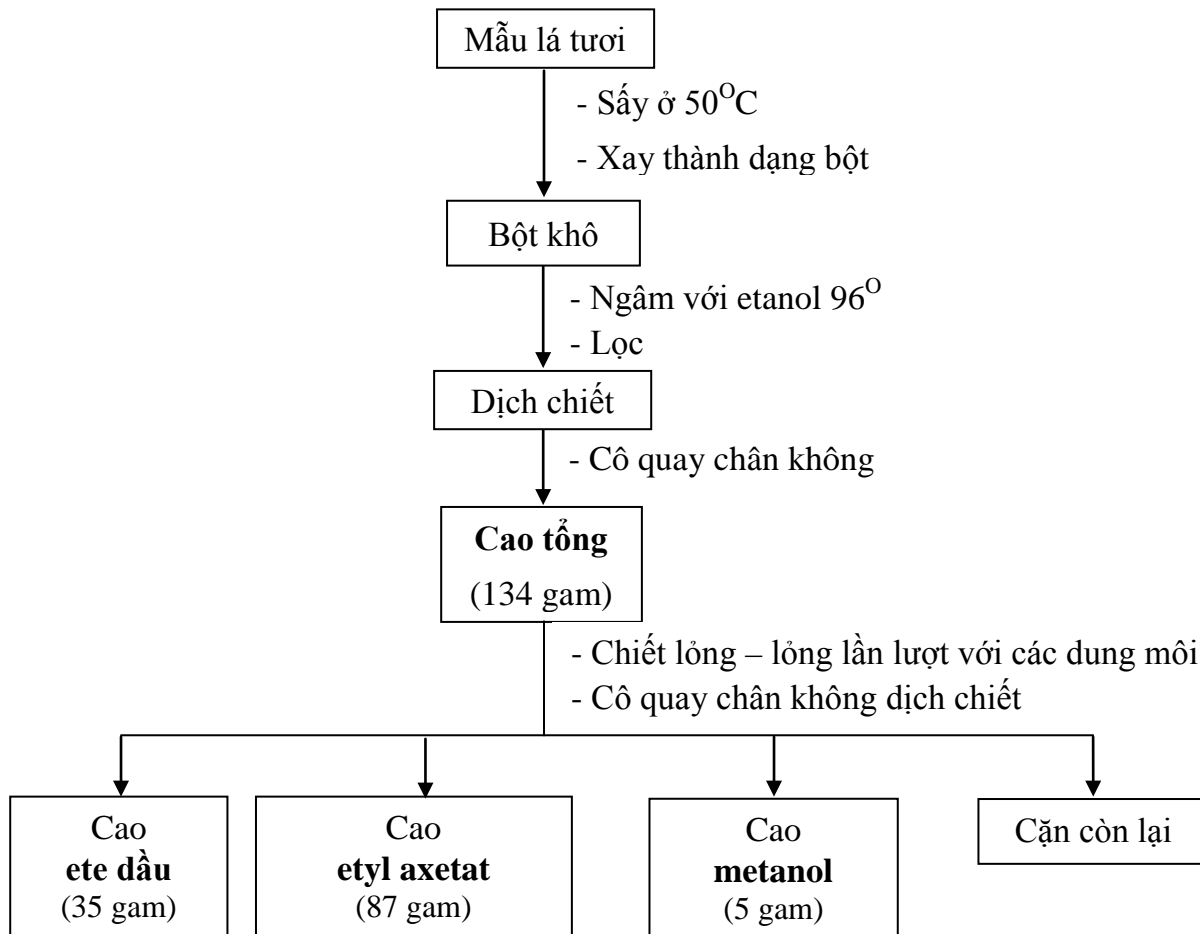 Mẫu lá tươi
- Sấy ở 50OC
- Xay thành dạng bột
Bột khô
- Ngâm với etanol 96O
- Lọc
Dịch chiết
- Cô quay chân không
Cao tổng
(134 gam)
- Chiết lỏng – lỏng lần lượt với các dung môi
- Cô quay chân không dịch chiết
Cao
ete dầu
(35 gam)
Cao
etyl axetat
(87 gam)
Cao
metanol
(5 gam)
Cặn còn lại